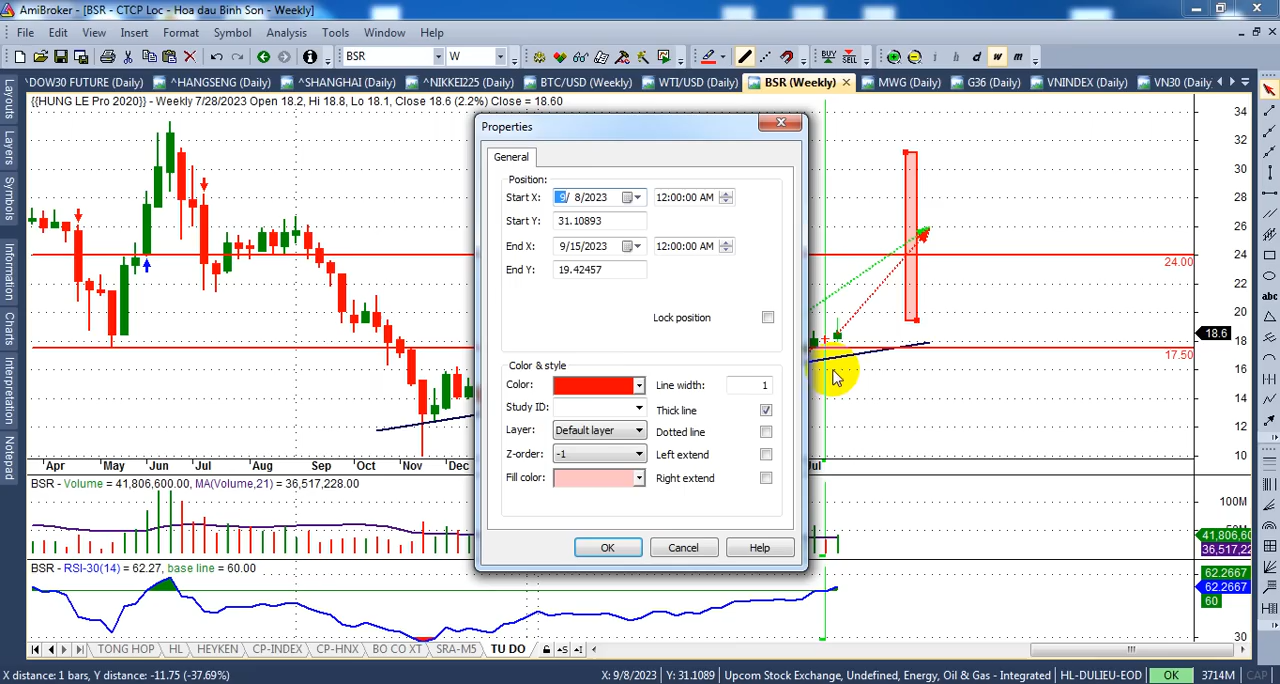 AmiBroker - [BSR - CTCP Loc - Hoa dau Binh Son - Weekly]
File Edit View Insert Format Symbol Analysis Tools Window Help
BSR W BUY SELL i h d w m
^DOW30 FUTURE (Daily) ^HANGSENG (Daily) ^SHANGHAI (Daily) ^NIKKEI225 (Daily) BTC/USD (Weekly) WTI/USD (Daily) BSR (Weekly) MWG (Daily) G36 (Daily) VNINDEX (Daily) VN30 (Daily)
{{HUNG LE Pro 2020}} - Weekly 7/28/2023 Open 18.2, Hi 18.8, Lo 18.1, Close 18.6 (2.2%) Close = 18.60
Layouts
Layers
Symbols
Information
Charts
Interpretation
Notepad
Properties
General
Position:
Start X: 9/ 8/2023 12:00:00 AM
Start Y: 31.10893
End X: 9/15/2023 12:00:00 AM
End Y: 19.42457
Lock position
Color & style
Color: Line width: 1
Study ID: Thick line
Layer: Default layer Dotted line
Z-order: -1 Left extend
Fill color: Right extend
OK Cancel Help
34
32
30
28
26
24
24.00
22
20
18.6
18
17.50
16
14
12
10
abc
Apr May Jun Jul Aug Sep Oct Nov Dec Jul
BSR - Volume = 41,806,600.00, MA(Volume,21) = 36,517,228.00
100M
41,806,60
36,517,22
BSR - RSI-30(14) = 62.27, base line = 60.00
62.2667
62.2667
60
30
TONG HOP HL HEYKEN CP-INDEX CP-HNX BO CO XT SRA-M5 TU DO
X distance: 1 bars, Y distance: -11.75 (-37.69%) X: 9/8/2023 Y: 31.1089 Upcom Stock Exchange, Undefined, Energy, Oil & Gas - Integrated HL-DULIEU-EOD OK 3714M CAP